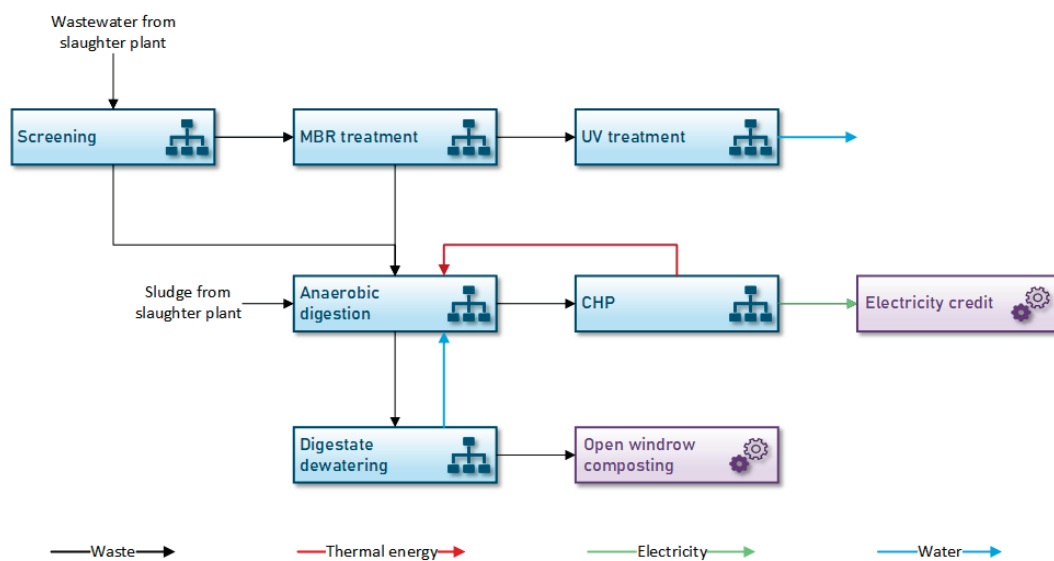 Wastewater from
slaughter plant
Screening
MBR treatment
UV treatment
Sludge from
slaughter plant
Anaerobic
digestion
CHP
Electricity credit
Digestate
dewatering
Open windrow
composting
Waste
Thermal energy
Electricity
Water